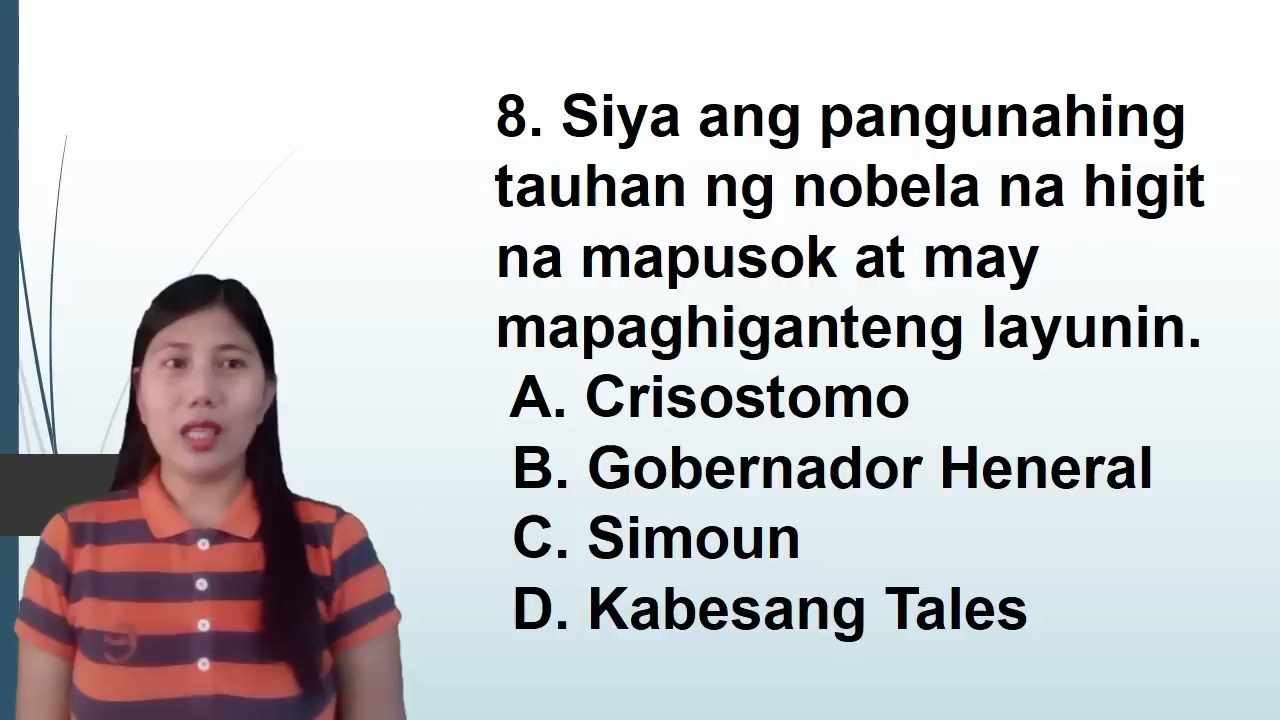 8. Siya ang pangunahing
tauhan ng nobela na higit
na mapusok at may
mapaghiganteng layunin.
A. Crisostomo
B. Gobernador Heneral
C. Simoun
D. Kabesang Tales